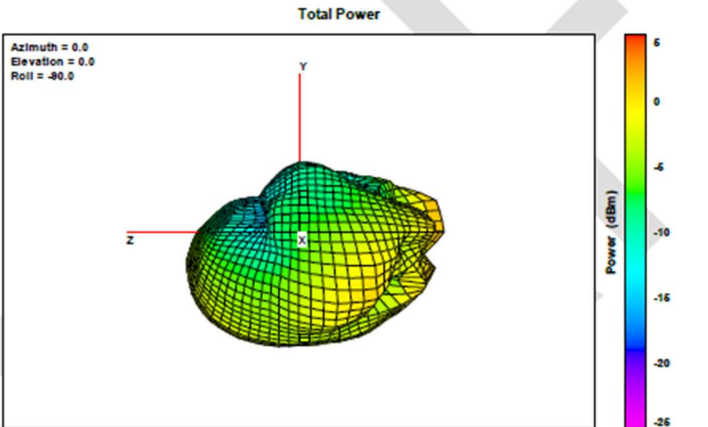 Total Power
Azimuth = 0.0
Elevation = 0.0
Roll = -90.0
Y
Z
X
Power (dBm)
6
0
-5
-10
-15
-20
-25